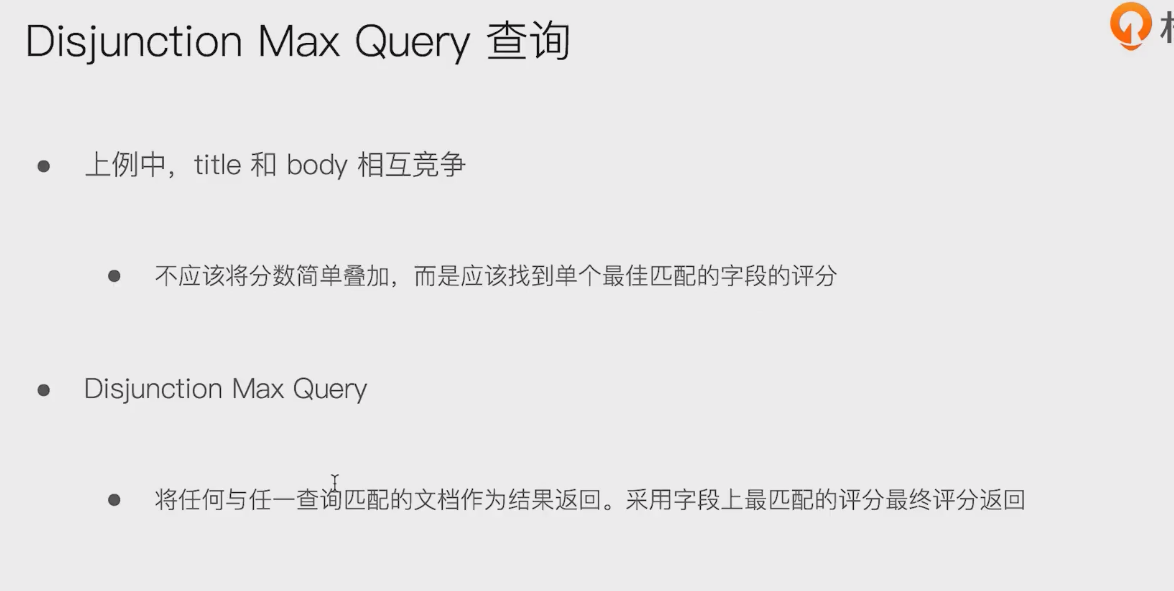 Disjunction Max Query 查询
上例中，title 和 body 相互竞争
不应该将分数简单叠加，而是应该找到单个最佳匹配的字段的评分
Disjunction Max Query
将任何与任一查询匹配的文档作为结果返回。采用字段上最匹配的评分最终评分返回